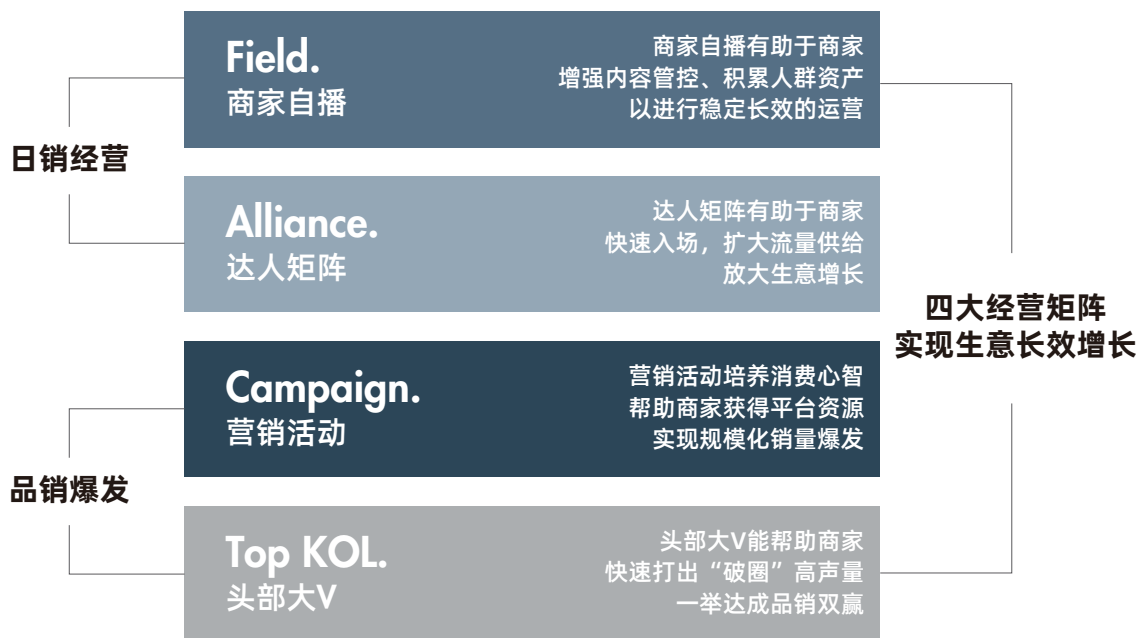 日销经营
Field.
商家自播
商家自播有助于商家
增强内容管控、积累人群资产
以进行稳定长效的运营
Alliance.
达人矩阵
达人矩阵有助于商家
快速入场，扩大流量供给
放大生意增长
四大经营矩阵
实现生意长效增长
品销爆发
Campaign.
营销活动
营销活动培养消费心智
帮助商家获得平台资源
实现规模化销量爆发
Top KOL.
头部大V
头部大V能帮助商家
快速打出“破圈”高声量
一举达成品销双赢